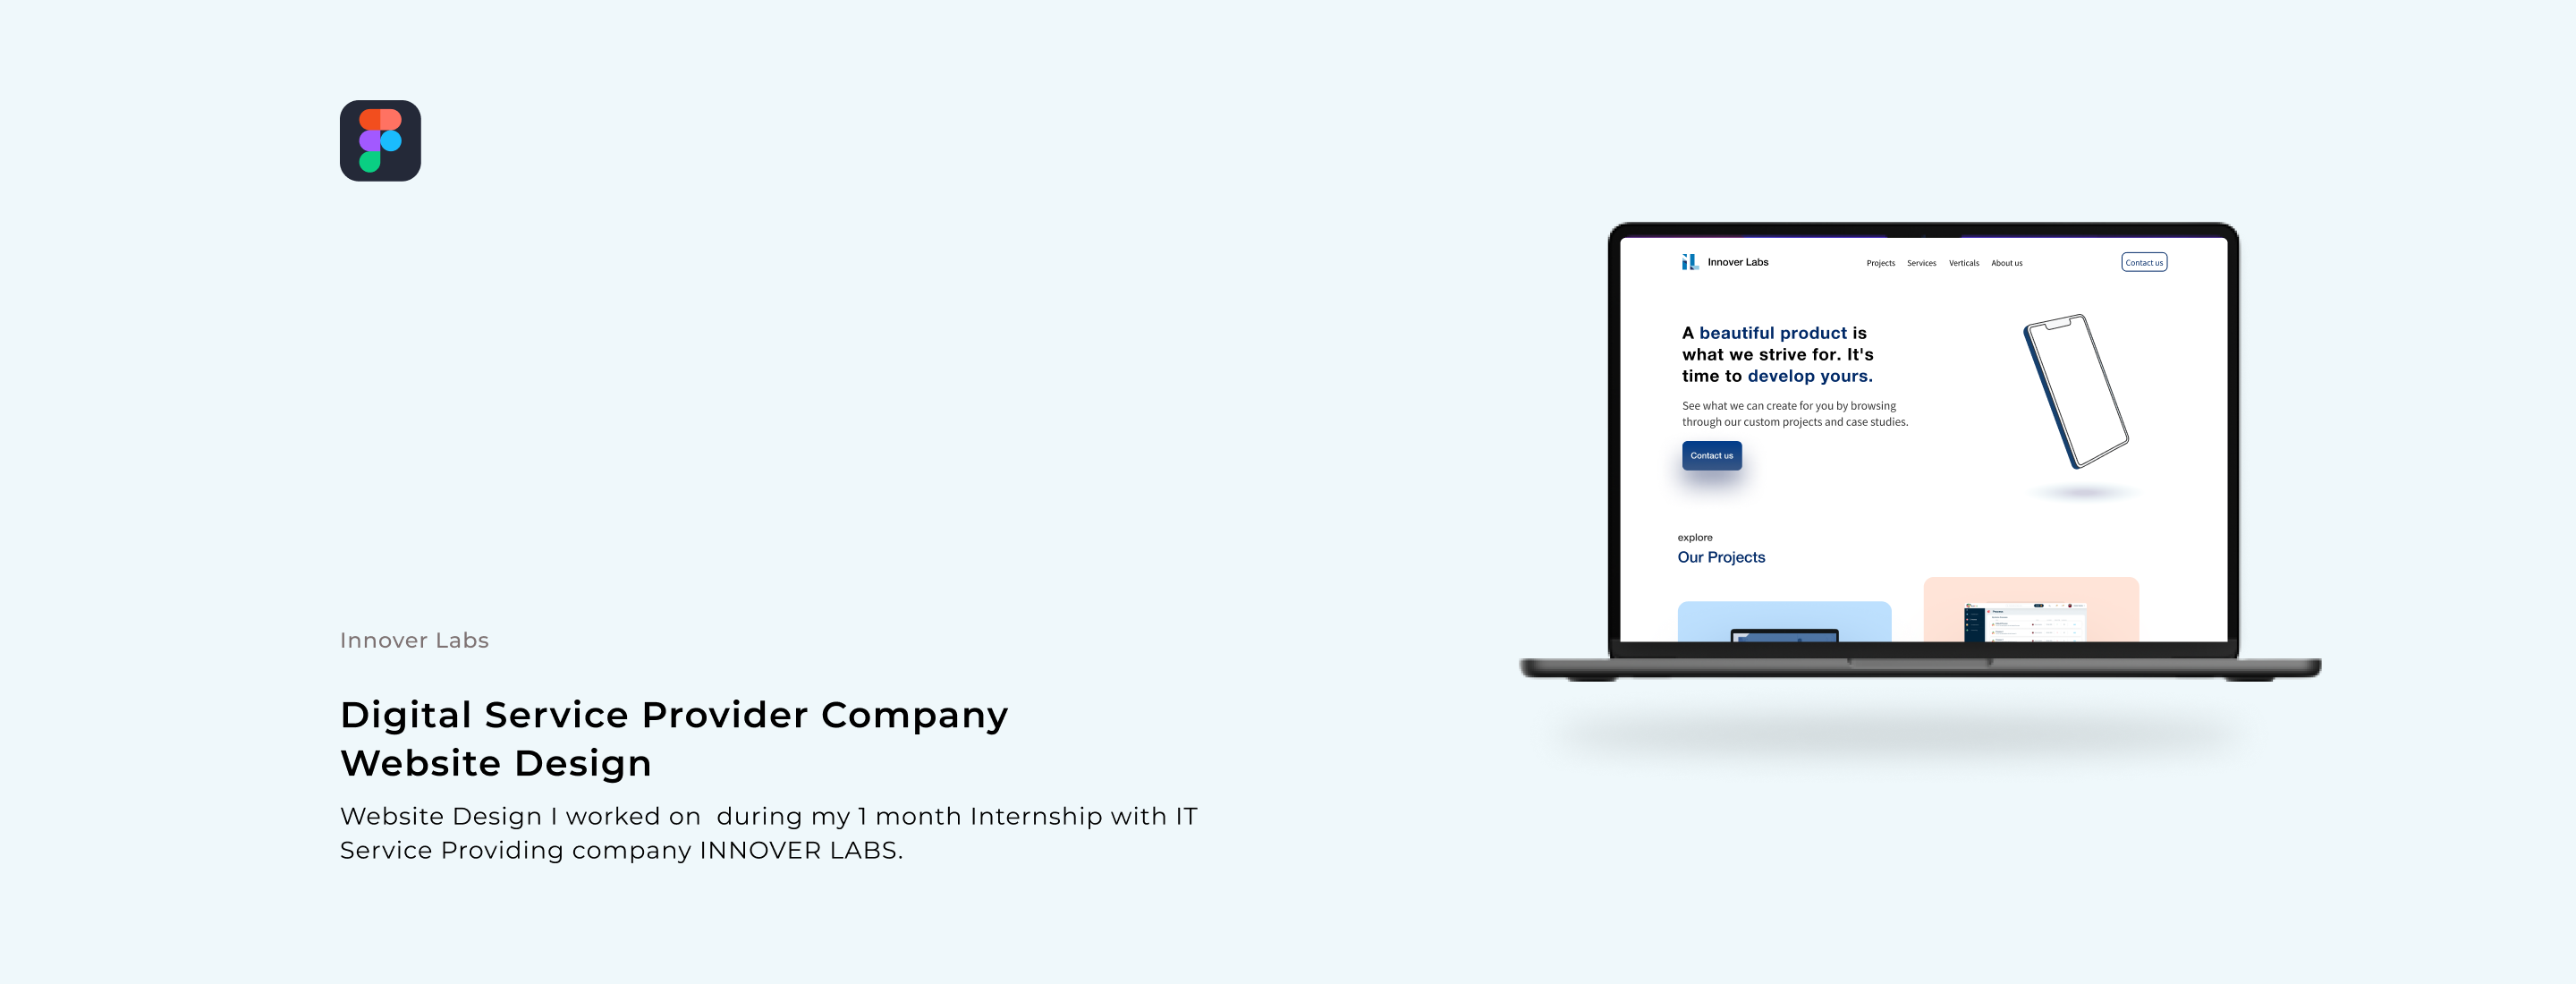 Innover Labs
Digital Service Provider Company
Website Design
Website Design I worked on  during my 1 month Internship with IT
Service Providing company INNOVER LABS.
iL Innover Labs
Projects Services Verticals About us
Contact us
A beautiful product is
what we strive for. It's
time to develop yours.
See what we can create for you by browsing
through our custom projects and case studies.
Contact us
explore
Our Projects